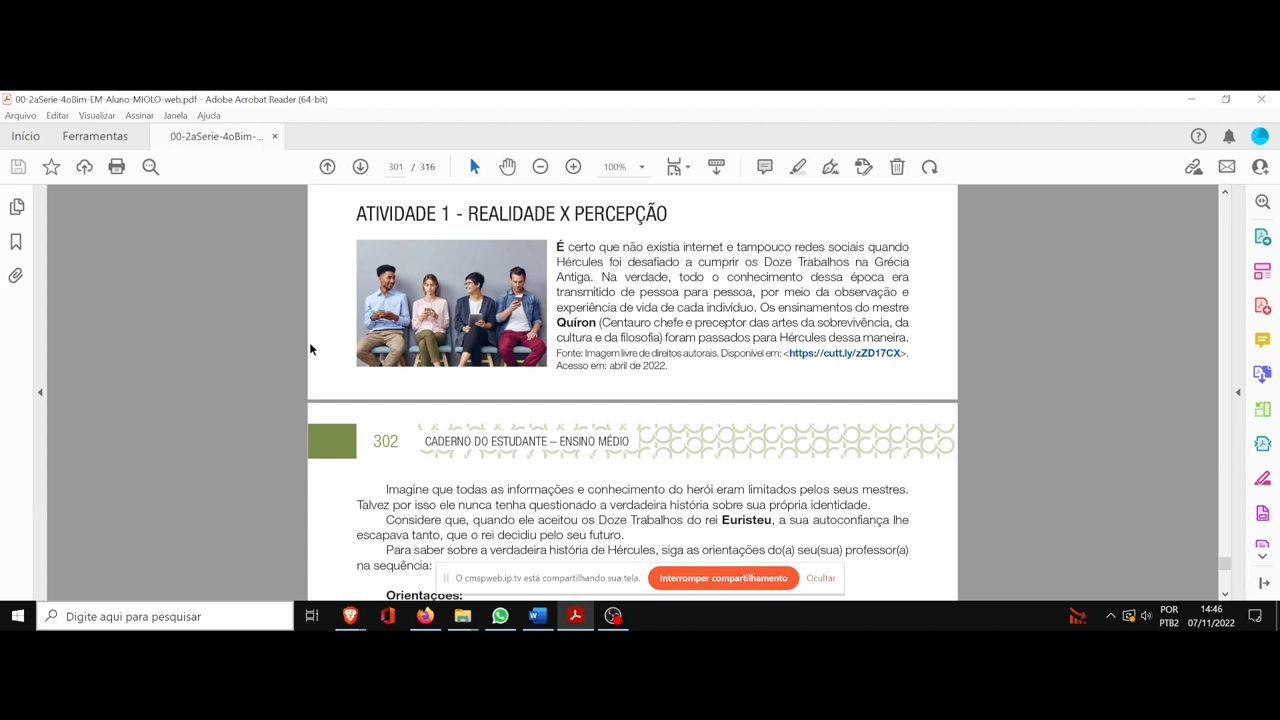 00-2aSerie-4oBim-EM-Aluno-MIOLO-web.pdf - Adobe Acrobat Reader (64-bit)
Arquivo Editar Visualizar Assinar Janela Ajuda
Início Ferramentas 00-2aSerie-4oBim-... ×
301 / 316 100%
ATIVIDADE 1 - REALIDADE X PERCEPÇÃO
É certo que não existia internet e tampouco redes sociais quando
Hércules foi desafiado a cumprir os Doze Trabalhos na Grécia
Antiga. Na verdade, todo o conhecimento dessa época era
transmitido de pessoa para pessoa, por meio da observação e
experiência de vida de cada indivíduo. Os ensinamentos do mestre
Quíron (Centauro chefe e preceptor das artes da sobrevivência, da
cultura e da filosofia) foram passados para Hércules dessa maneira.
Fonte: Imagem livre de direitos autorais. Disponível em: <https://cutt.ly/zZD17CX>.
Acesso em: abril de 2022.
302 CADERNO DO ESTUDANTE – ENSINO MÉDIO
Imagine que todas as informações e conhecimento do herói eram limitados pelos seus mestres.
Talvez por isso ele nunca tenha questionado a verdadeira história sobre sua própria identidade.
Considere que, quando ele aceitou os Doze Trabalhos do rei Euristeu, a sua autoconfiança lhe
escapava tanto, que o rei decidiu pelo seu futuro.
Para saber sobre a verdadeira história de Hércules, siga as orientações do(a) seu(sua) professor(a)
na sequência:
O cmspweb.ip.tv está compartilhando sua tela. Interromper compartilhamento Ocultar
Orientações:
Digite aqui para pesquisar
POR 14:46
PTB2 07/11/2022